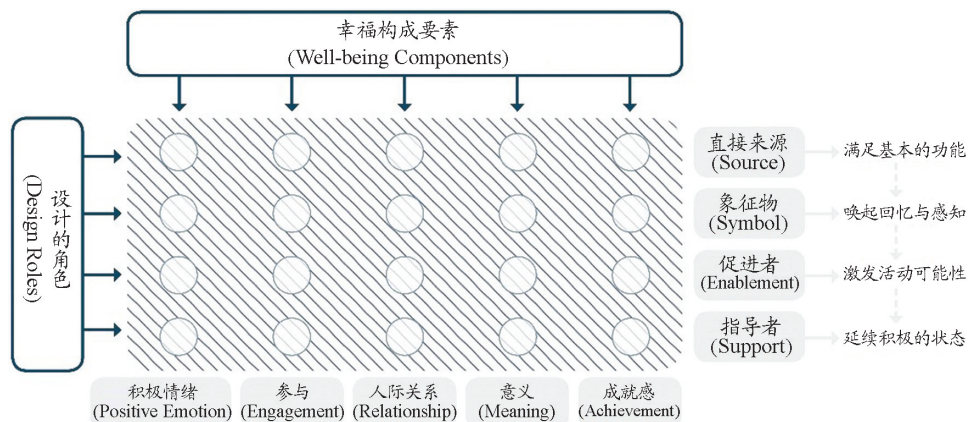 幸福构成要素
(Well-being Components)
设计的角色
(Design Roles)
直接来源
(Source)
满足基本的功能
象征物
(Symbol)
唤起回忆与感知
促进者
(Enablement)
激发活动可能性
指导者
(Support)
延续积极的状态
积极情绪
(Positive Emotion)
参与
(Engagement)
人际关系
(Relationship)
意义
(Meaning)
成就感
(Achievement)